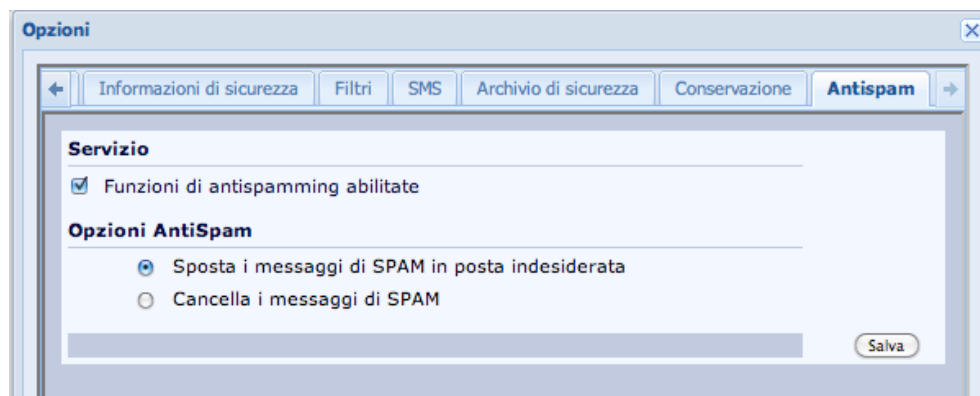 Opzioni
Informazioni di sicurezza Filtri SMS Archivio di sicurezza Conservazione Antispam
Servizio
Funzioni di antispamming abilitate
Opzioni AntiSpam
Sposta i messaggi di SPAM in posta indesiderata
Cancella i messaggi di SPAM
Salva